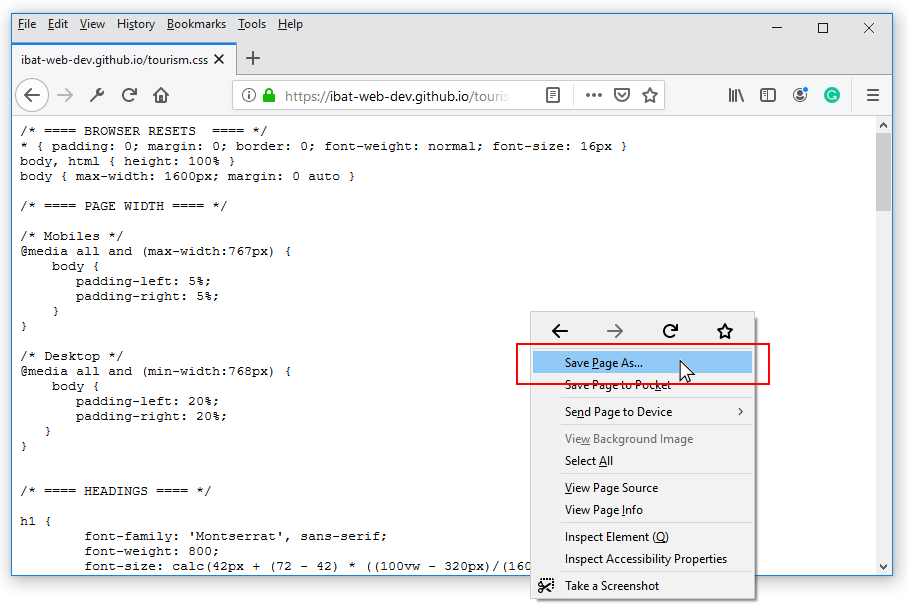 File Edit View History Bookmarks Tools Help
ibat-web-dev.github.io/tourism.css
https://ibat-web-dev.github.io/touris
/* ==== BROWSER RESETS  ==== */
* { padding: 0; margin: 0; border: 0; font-weight: normal; font-size: 16px }
body, html { height: 100% }
body { max-width: 1600px; margin: 0 auto }
/* ==== PAGE WIDTH ==== */
/* Mobiles */
@media all and (max-width:767px) {
body {
padding-left: 5%;
padding-right: 5%;
}
}
/* Desktop */
@media all and (min-width:768px) {
body {
padding-left: 20%;
padding-right: 20%;
}
}
/* ==== HEADINGS ==== */
h1 {
font-family: 'Montserrat', sans-serif;
font-weight: 800;
font-size: calc(42px + (72 - 42) * ((100vw - 320px)/(160
Save Page As...
Save Page to Pocket
Send Page to Device
View Background Image
Select All
View Page Source
View Page Info
Inspect Element (Q)
Inspect Accessibility Properties
Take a Screenshot